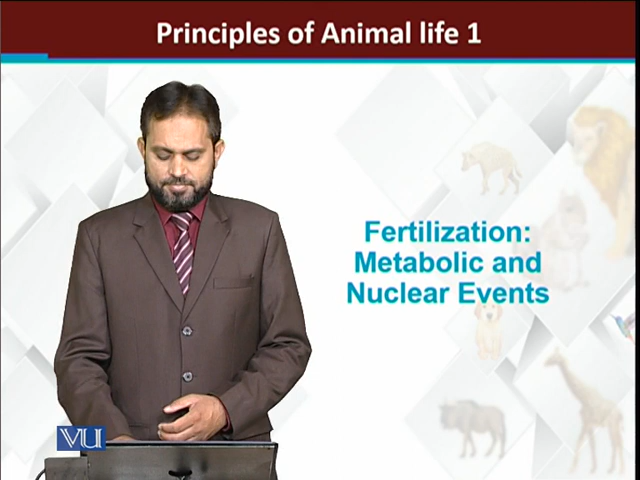 Principles of Animal life 1
Fertilization:
Metabolic and
Nuclear Events
VU